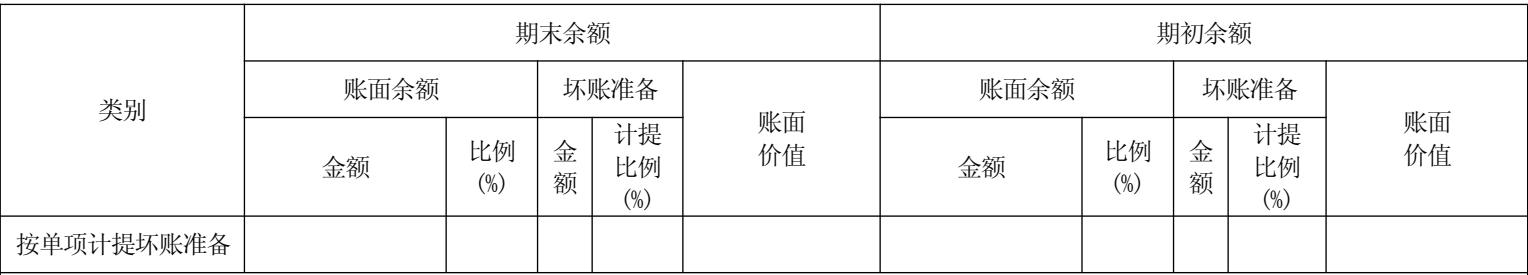 类别
期末余额
期初余额
账面余额
坏账准备
账面
价值
账面余额
坏账准备
账面
价值
金额
比例
(%)
金
额
计提
比例
(%)
金额
比例
(%)
金
额
计提
比例
(%)
按单项计提坏账准备